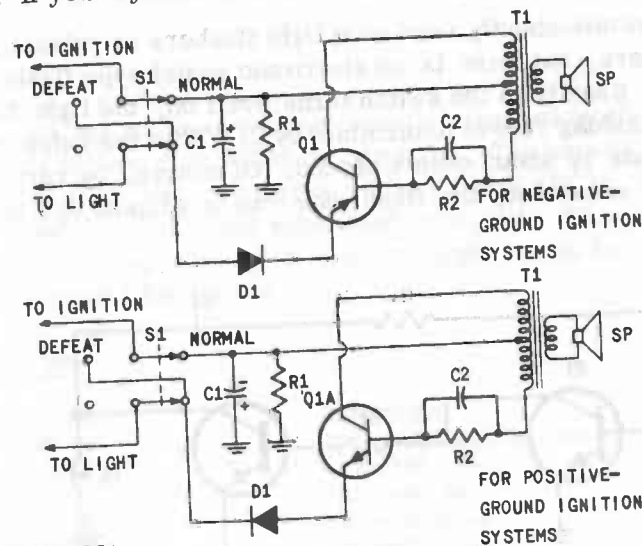 If you
T1
TO IGNITION
DEFEAT
S1
NORMAL
SP
C1
+
R1
Q1
C2
R2
TO LIGHT
D1
FOR NEGATIVE-
GROUND IGNITION
SYSTEMS
T1
TO IGNITION
DEFEAT
S1
NORMAL
SP
C1
-
+
R1
Q1A
C2
R2
TO LIGHT
D1
FOR POSITIVE-
GROUND IGNITION
SYSTEMS